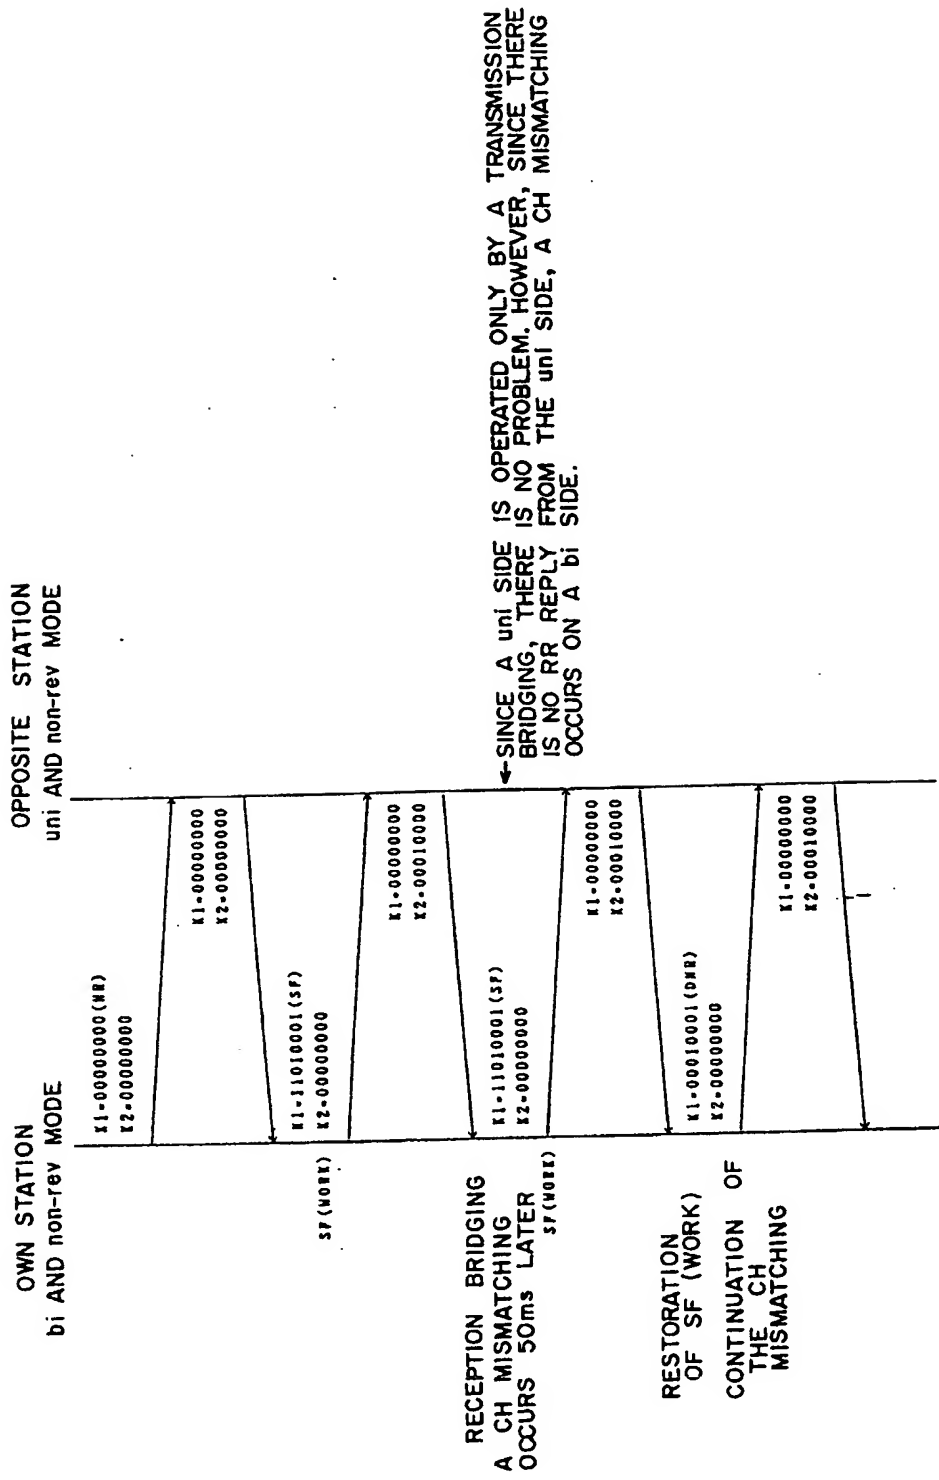 OWN STATION
bi AND non-rev MODE
OPPOSITE STATION
uni AND non-rev MODE
K1=00000000(NR)
K2=00000000
K1=00000000
K2=00000000
SF(WORK)
K1=11010001(SF)
K2=00000000
K1=00000000
K2=00010000
RECEPTION BRIDGING
A CH MISMATCHING
OCCURS 50ms LATER
SF(WORK)
K1=11010001(SF)
K2=00000000
SINCE A uni SIDE IS OPERATED ONLY BY A TRANSMISSION
BRIDGING, THERE IS NO PROBLEM. HOWEVER, SINCE THERE
IS NO RR REPLY FROM THE uni SIDE, A CH MISMATCHING
OCCURS ON A bi SIDE.
K1=00000000
K2=00010000
RESTORATION
OF SF (WORK)
CONTINUATION OF
THE CH
MISMATCHING
K1=00010001(DNR)
K2=00000000
K1=00000000
K2=00010000